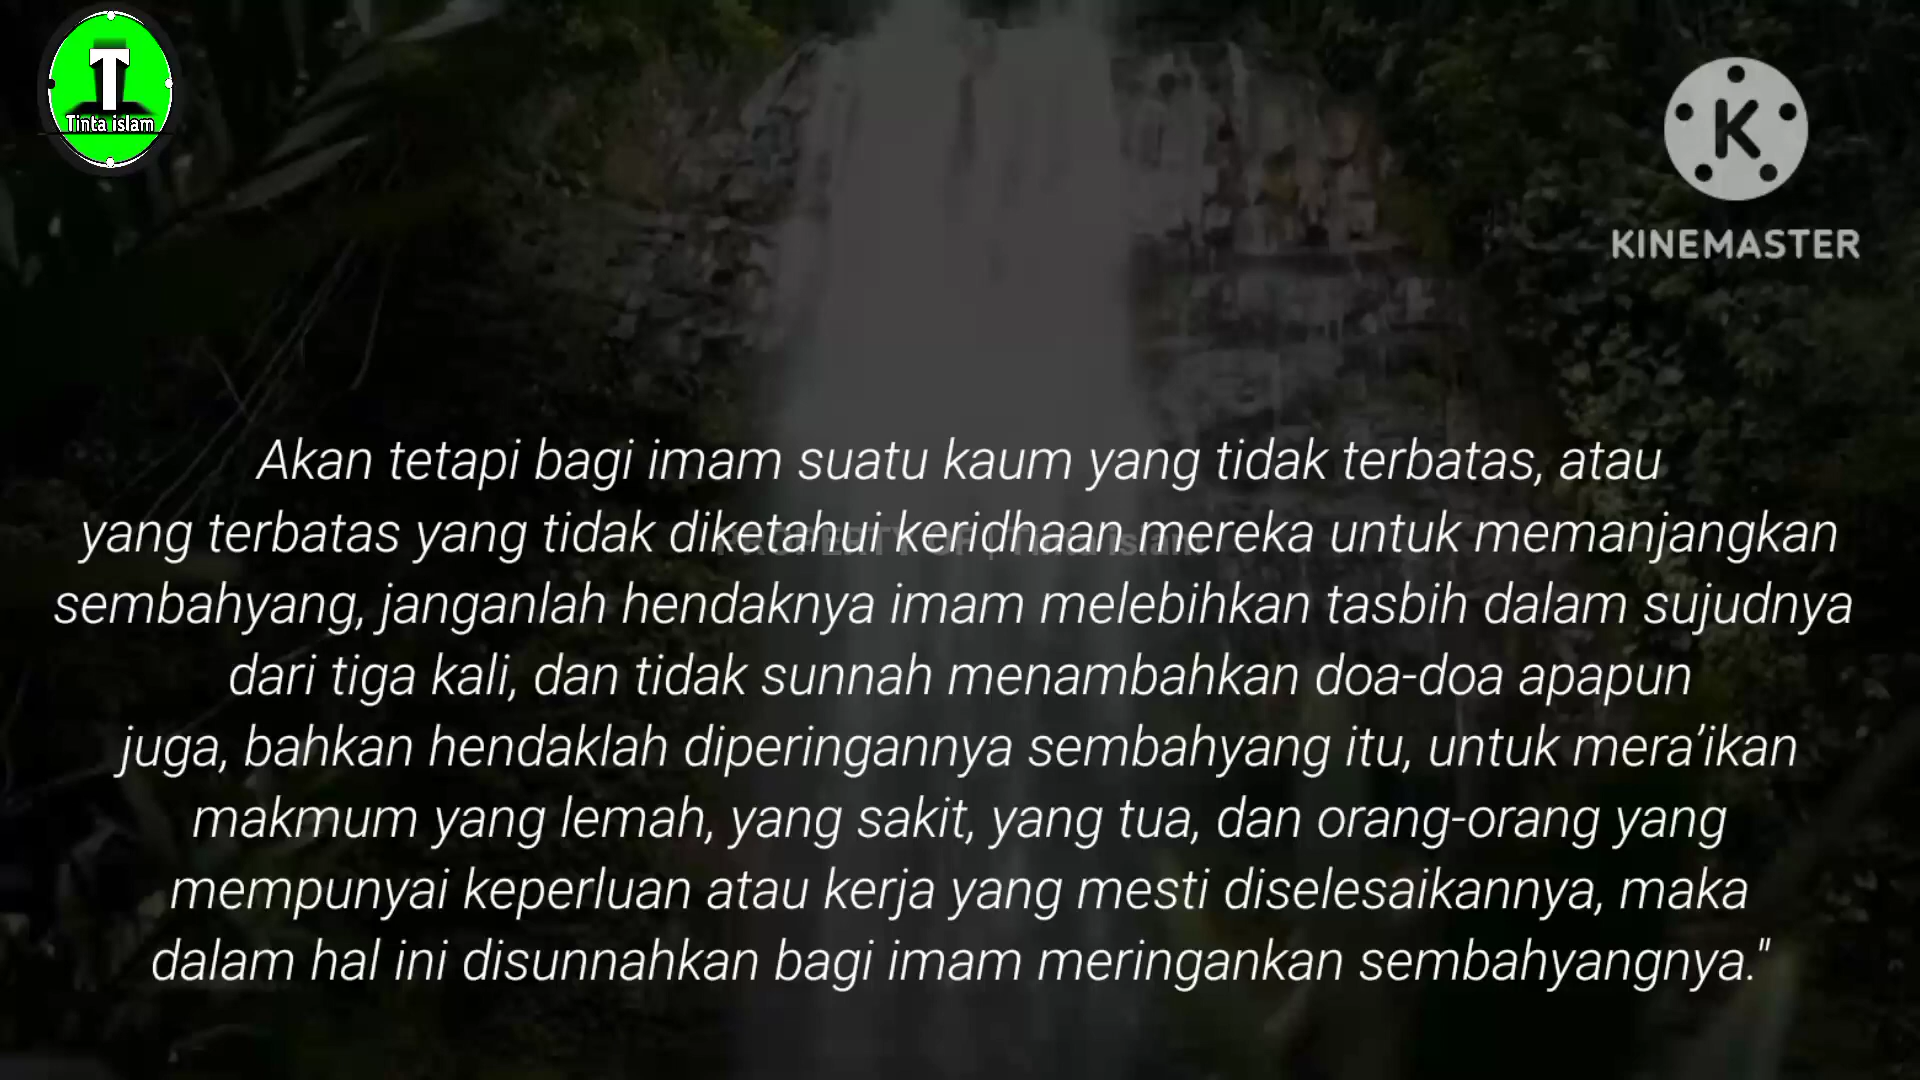 T
Tinta islam
K
KINEMASTER
Akan tetapi bagi imam suatu kaum yang tidak terbatas, atau
yang terbatas yang tidak diketahui keridhaan mereka untuk memanjangkan
PROPERTY OF | Tinta islam
sembahyang, janganlah hendaknya imam melebihkan tasbih dalam sujudnya
dari tiga kali, dan tidak sunnah menambahkan doa-doa apapun
juga, bahkan hendaklah diperingannya sembahyang itu, untuk mera’ikan
makmum yang lemah, yang sakit, yang tua, dan orang-orang yang
mempunyai keperluan atau kerja yang mesti diselesaikannya, maka
dalam hal ini disunnahkan bagi imam meringankan sembahyangnya."